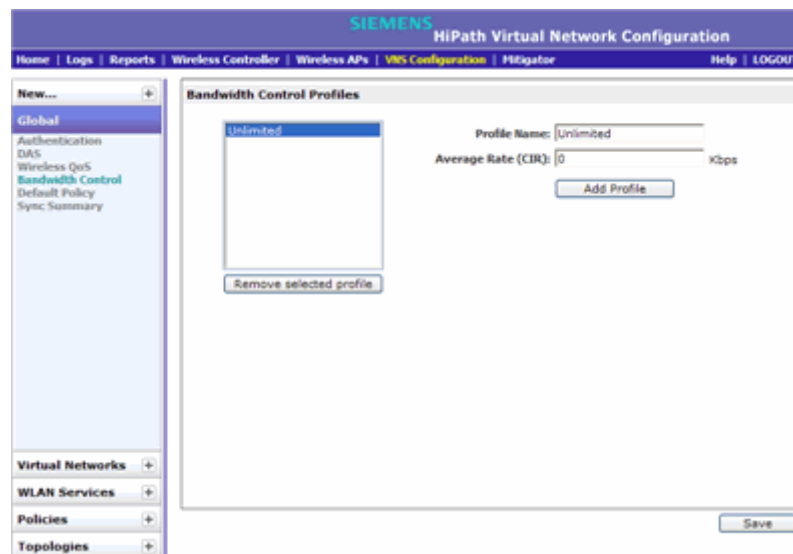 SIEMENS
HiPath Virtual Network Configuration
Home | Logs | Reports | Wireless Controller | Wireless APs | VNS Configuration | Mitigator Help | LOGOUT
New... +
Global
Authentication
DAS
Wireless QoS
Bandwidth Control
Default Policy
Sync Summary
Virtual Networks +
WLAN Services +
Policies +
Topologies +
Bandwidth Control Profiles
Unlimited
Remove selected profile
Profile Name: Unlimited
Average Rate (CIR): 0 Kbps
Add Profile
Save